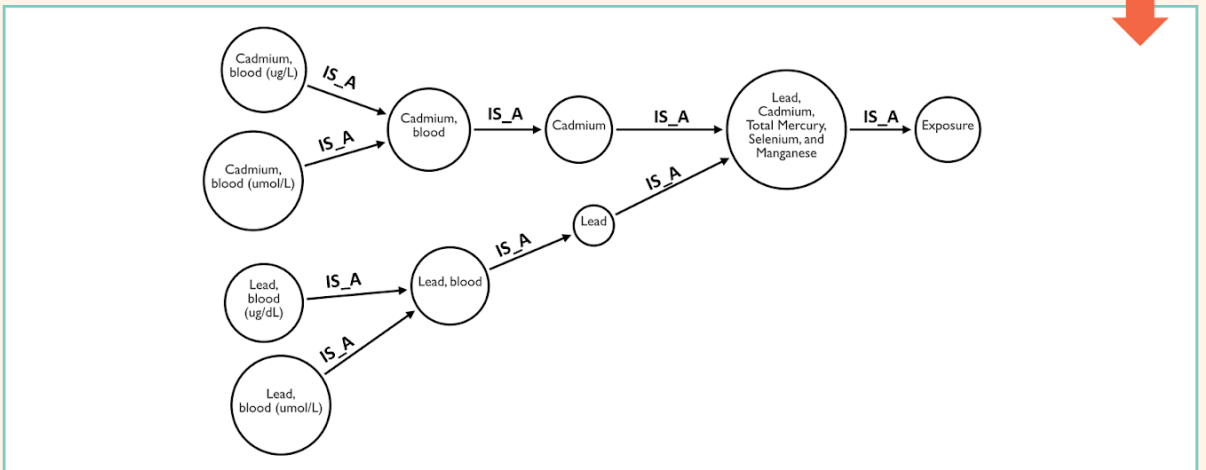 Cadmium,
blood (ug/L)
IS_A
Cadmium,
blood (umol/L)
IS_A
Cadmium,
blood
IS_A
Cadmium
IS_A
Lead,
Cadmium,
Total Mercury,
Selenium, and
Manganese
IS_A
Exposure
Lead,
blood
(ug/dL)
IS_A
Lead,
blood (umol/L)
IS_A
Lead, blood
IS_A
Lead
IS_A